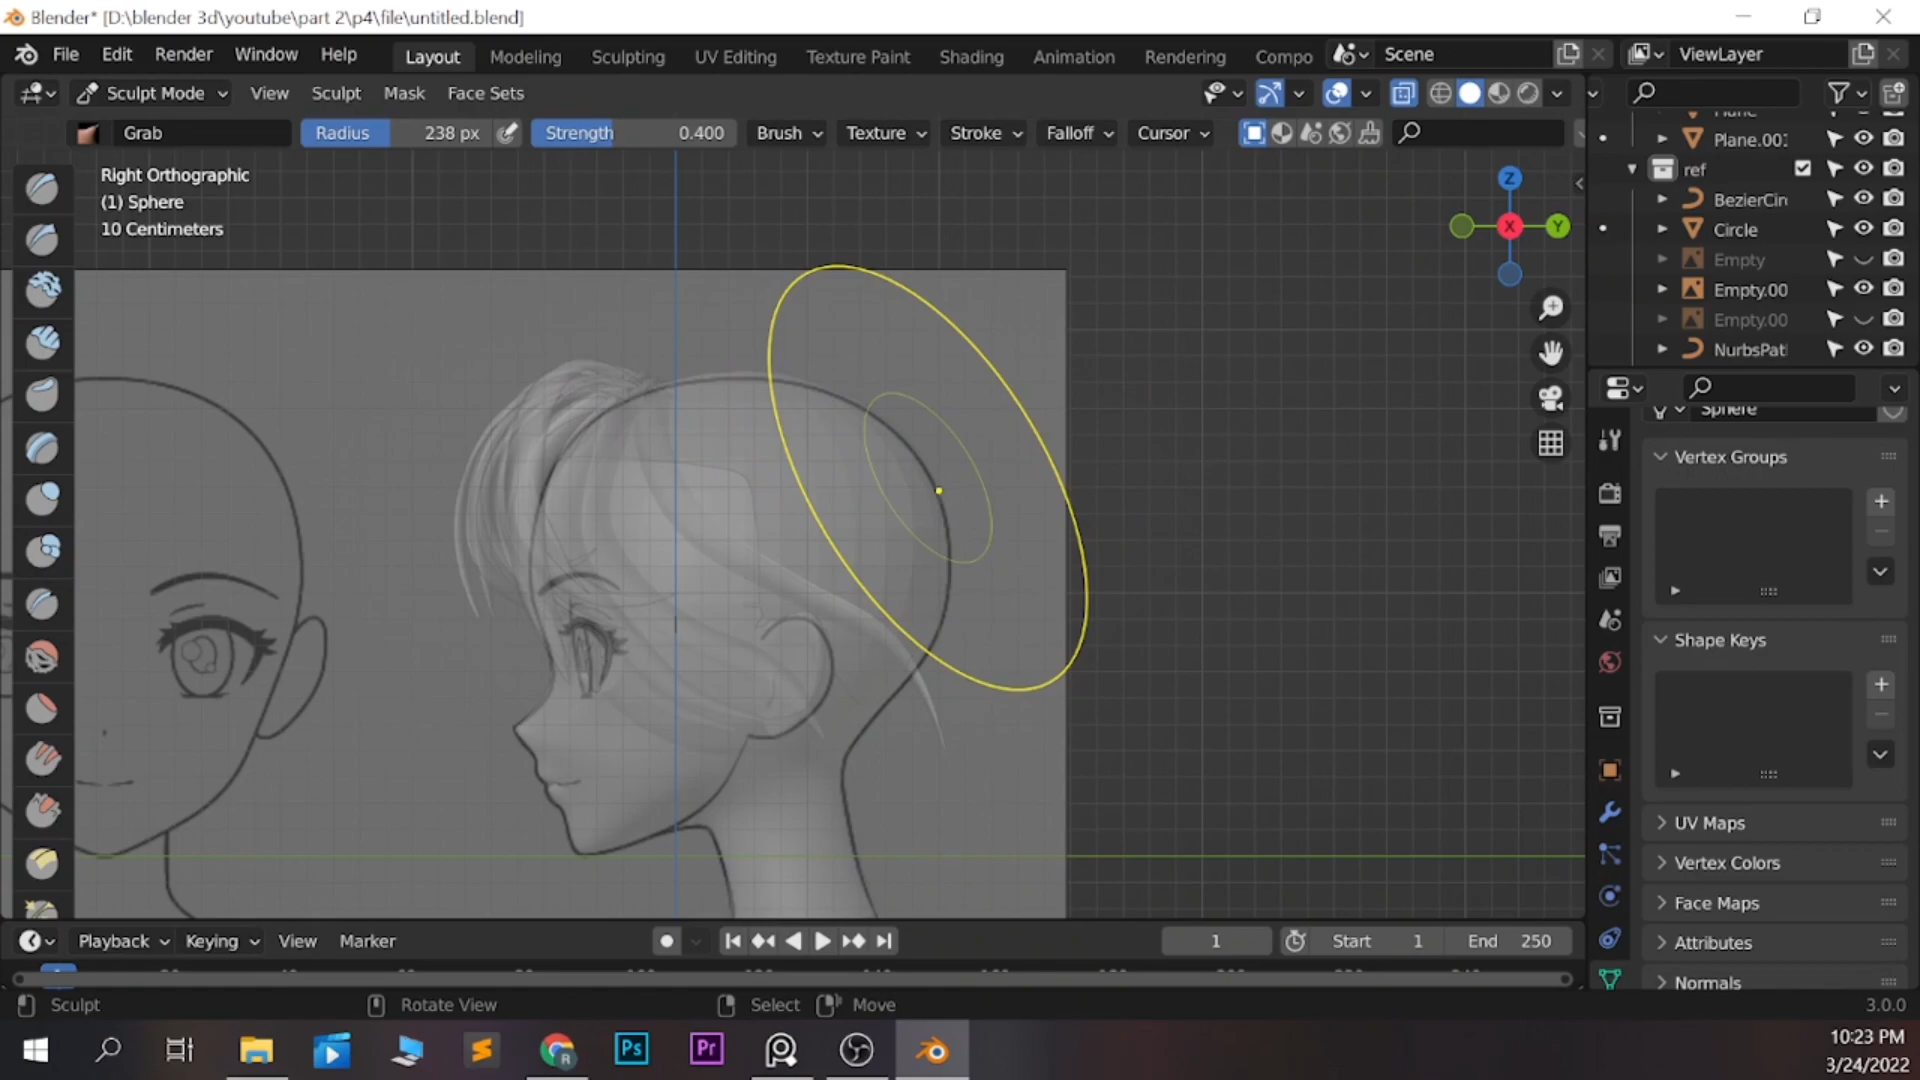 Blender* [D:\blender 3d\youtube\part 2\p4\file\untitled.blend]
File Edit Render Window Help Layout Modeling Sculpting UV Editing Texture Paint Shading Animation Rendering Compo Scene ViewLayer
Sculpt Mode View Sculpt Mask Face Sets
Grab Radius 238 px Strength 0.400 Brush Texture Stroke Falloff Cursor
Right Orthographic
(1) Sphere
10 Centimeters
Z
X
Y
Plane
Plane.00
ref
BezierCir
Circle
Empty
Empty.00
Empty.00
NurbsPat
Sphere
Vertex Groups
Shape Keys
UV Maps
Vertex Colors
Face Maps
Attributes
Normals
Playback Keying View Marker 1 Start 1 End 250
Sculpt Rotate View Select Move 3.0.0
R Ps Pr
10:23 PM
3/24/2022